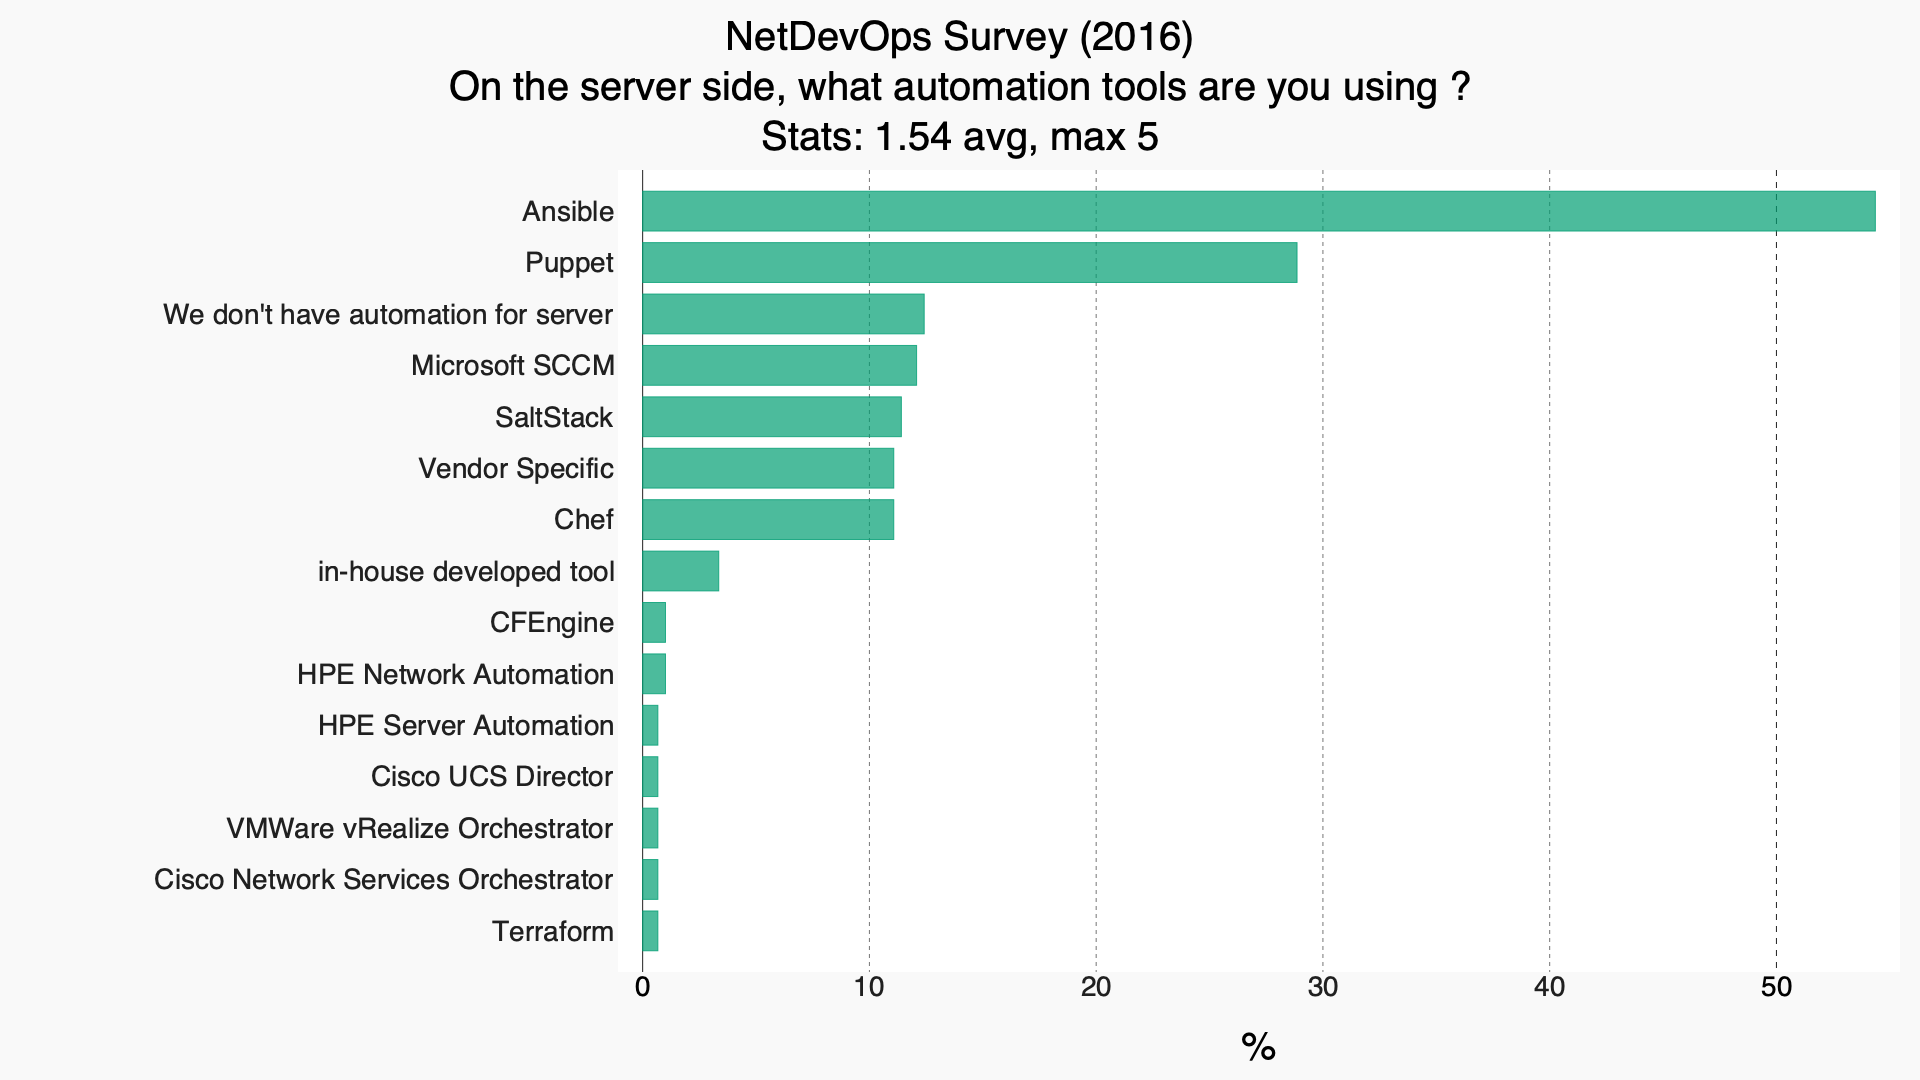 NetDevOps Survey (2016)
On the server side, what automation tools are you using ?
Stats: 1.54 avg, max 5
Ansible
Puppet
We don't have automation for server
Microsoft SCCM
SaltStack
Vendor Specific
Chef
in-house developed tool
CFEngine
HPE Network Automation
HPE Server Automation
Cisco UCS Director
VMWare vRealize Orchestrator
Cisco Network Services Orchestrator
Terraform
0 10 20 30 40 50
%